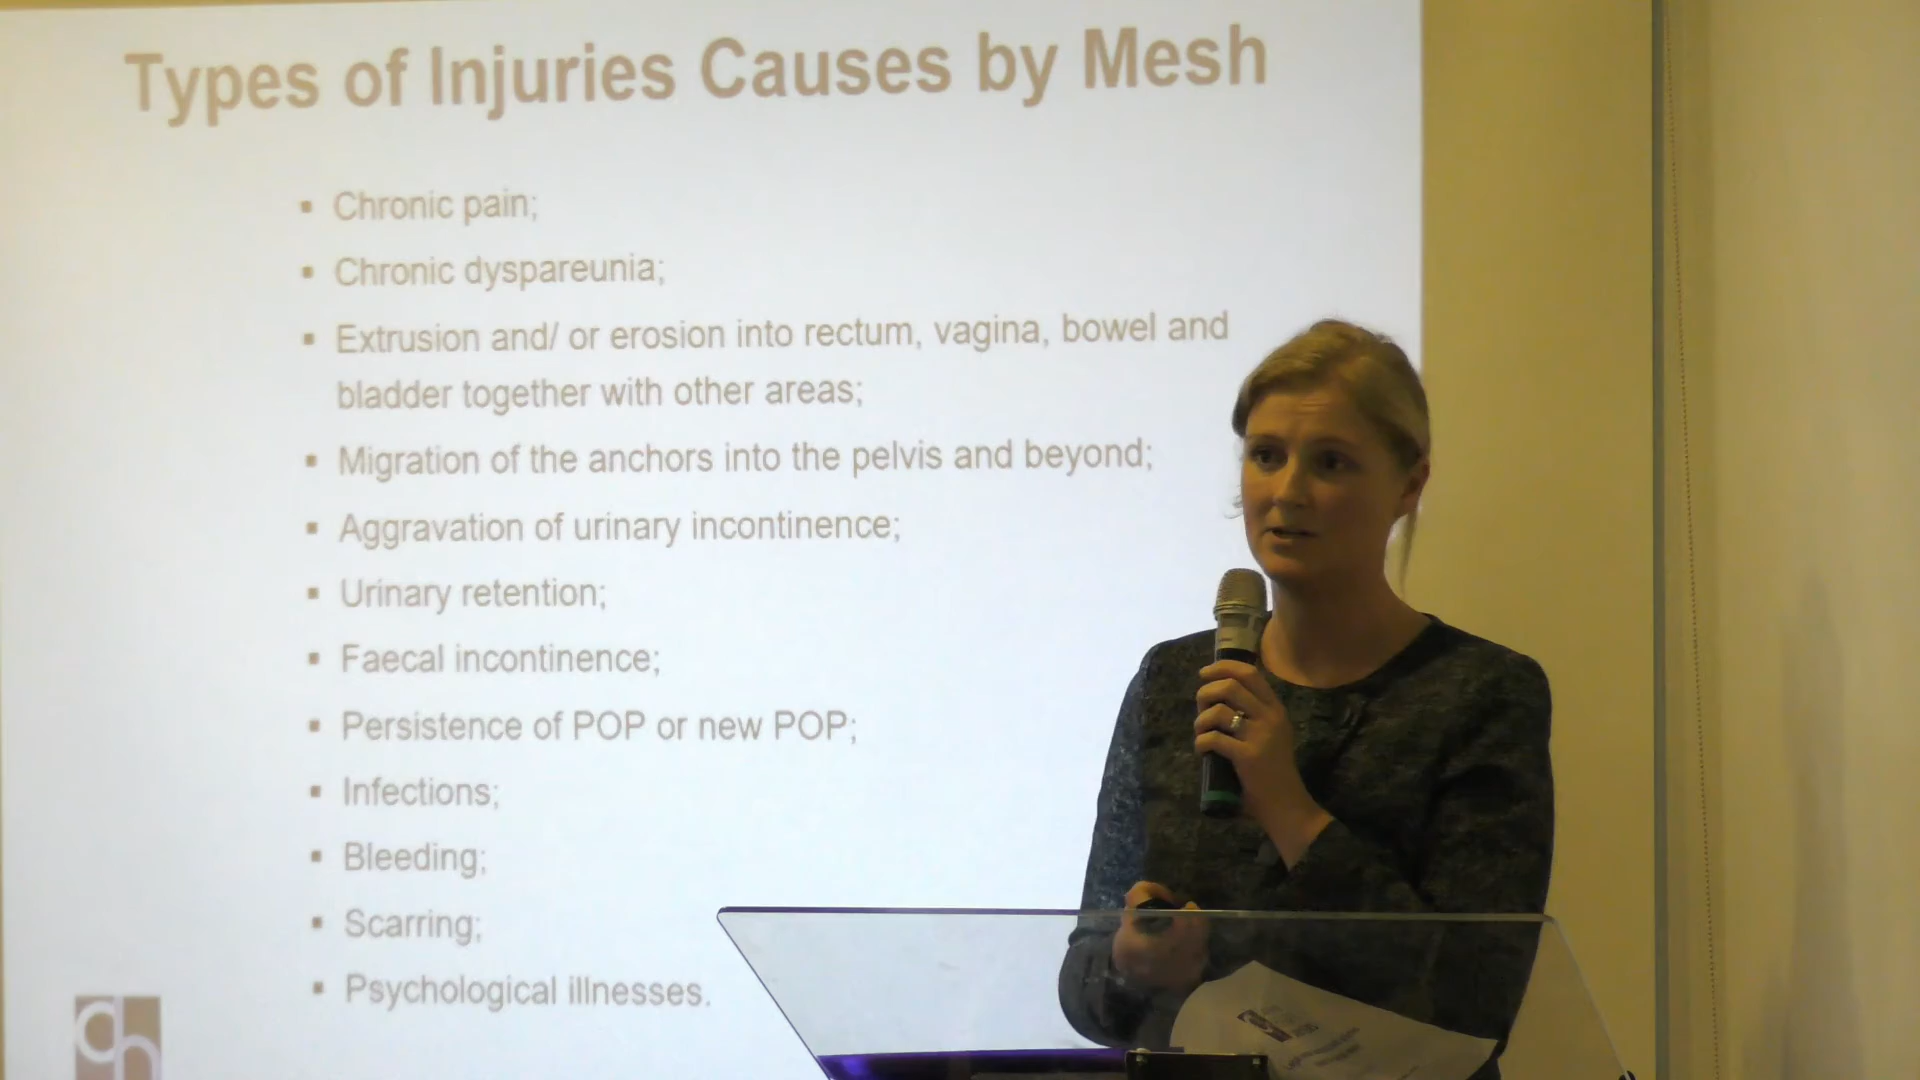 Types of Injuries Causes by Mesh
▪ Chronic pain;
▪ Chronic dyspareunia;
▪ Extrusion and/ or erosion into rectum, vagina, bowel and
bladder together with other areas;
▪ Migration of the anchors into the pelvis and beyond;
▪ Aggravation of urinary incontinence;
▪ Urinary retention;
▪ Faecal incontinence;
▪ Persistence of POP or new POP;
▪ Infections;
▪ Bleeding;
▪ Scarring;
▪ Psychological illnesses.
ch